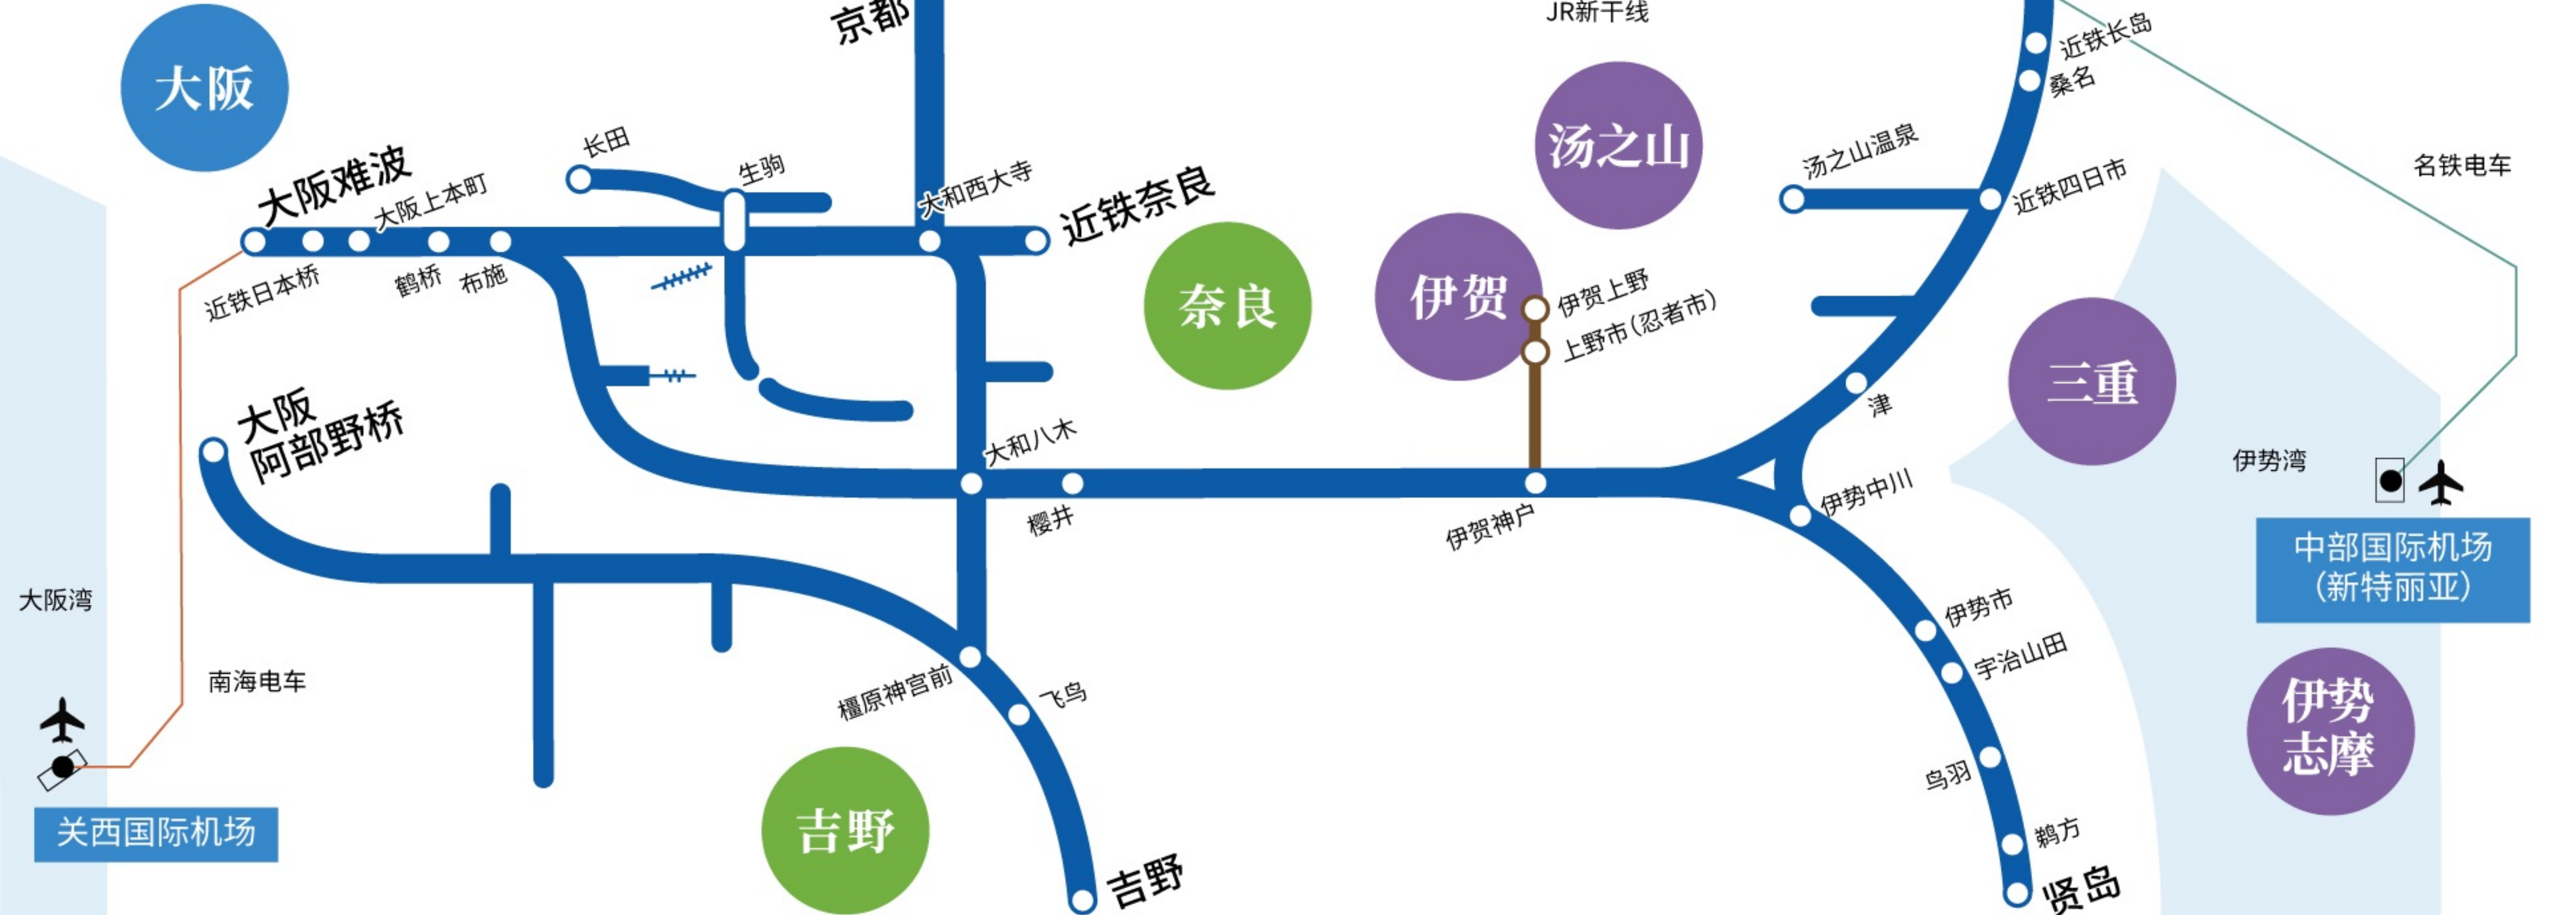 京都
JR新干线
近铁长岛
桑名
大阪
汤之山
长田
生驹
汤之山温泉
名铁电车
大阪难波
大阪上本町
大和西大寺
近铁奈良
近铁四日市
近铁日本桥
鹤桥
布施
奈良
伊贺
伊贺上野
上野市(忍者市)
三重
津
大阪
阿部野桥
大和八木
樱井
伊贺神户
伊势中川
伊势湾
中部国际机场
(新特丽亚)
大阪湾
伊势市
宇治山田
南海电车
橿原神宫前
飞鸟
伊势
志摩
鸟羽
关西国际机场
吉野
吉野
鹈方
贤岛